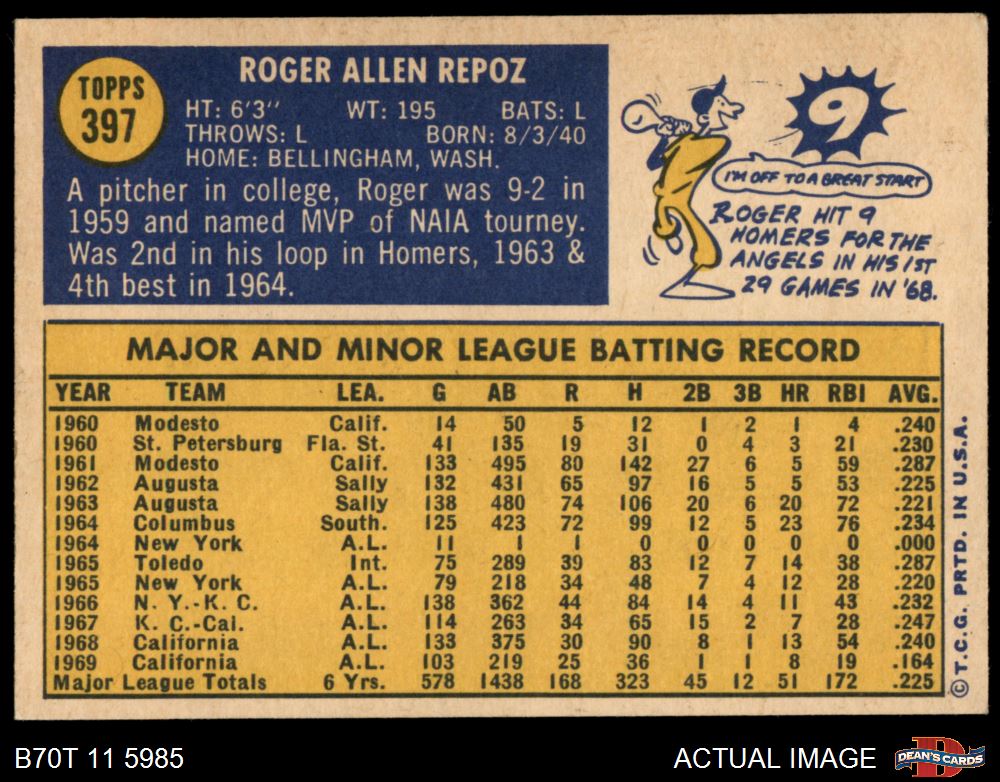 TOPPS
397
ROGER ALLEN REPOZ
HT: 6'3" WT: 195 BATS: L
THROWS: L BORN: 8/3/40
HOME: BELLINGHAM, WASH.
A pitcher in college, Roger was 9-2 in
1959 and named MVP of NAIA tourney.
Was 2nd in his loop in Homers, 1963 &
4th best in 1964.
9
I'M OFF TO A GREAT START
ROGER HIT 9
HOMERS FOR THE
ANGELS IN HIS 1ST
29 GAMES IN '68.
MAJOR AND MINOR LEAGUE BATTING RECORD
YEAR TEAM LEA. G AB R H 2B 3B HR RBI AVG.
1960 Modesto Calif. 14 50 5 12 1 2 1 4 .240
1960 St. Petersburg Fla. St. 41 135 19 31 0 4 3 21 .230
1961 Modesto Calif. 133 495 80 142 27 6 5 59 .287
1962 Augusta Sally 132 431 65 97 16 5 5 53 .225
1963 Augusta Sally 138 480 74 106 20 6 20 72 .221
1964 Columbus South. 125 423 72 99 12 5 23 76 .234
1964 New York A.L. 11 1 1 0 0 0 0 0 .000
1965 Toledo Int. 75 289 39 83 12 7 14 38 .287
1965 New York A.L. 79 218 34 48 7 4 12 28 .220
1966 N. Y.-K. C. A.L. 138 362 44 84 14 4 11 43 .232
1967 K. C.-Cal. A.L. 114 263 34 65 15 2 7 28 .247
1968 California A.L. 133 375 30 90 8 1 13 54 .240
1969 California A.L. 103 219 25 36 1 1 8 19 .164
Major League Totals 6 Yrs. 578 1438 168 323 45 12 51 172 .225
© T.C.G. PRTD. IN U.S.A.
B70T 11 5985
ACTUAL IMAGE
DEAN'S CARDS